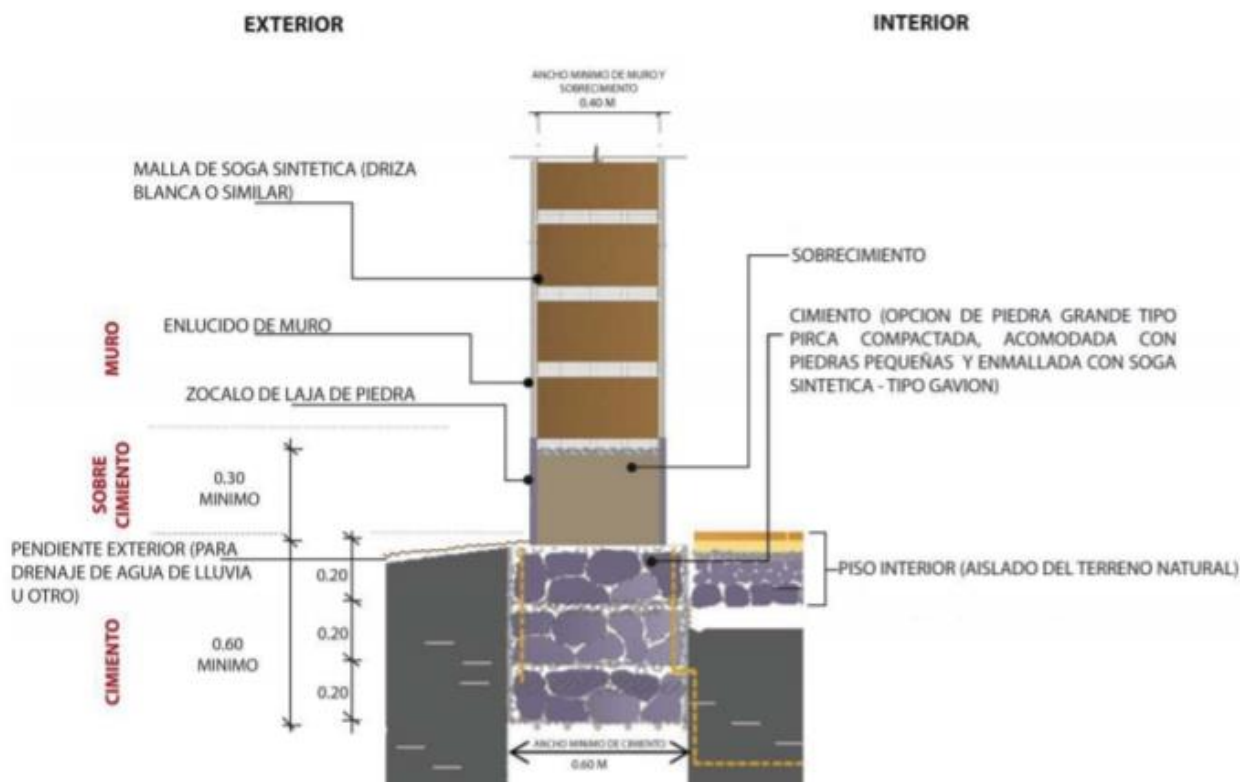 EXTERIOR
INTERIOR
ANCHO MINIMO DE MURO Y
SOBRECIMIENTO
0.40 M
MALLA DE SOGA SINTETICA (DRIZA
BLANCA O SIMILAR)
SOBRECIMIENTO
CIMIENTO (OPCION DE PIEDRA GRANDE TIPO
PIRCA COMPACTADA, ACOMODADA CON
PIEDRAS PEQUEÑAS Y ENMALLADA CON SOGA
SINTETICA - TIPO GAVION)
MURO
ENLUCIDO DE MURO
ZOCALO DE LAJA DE PIEDRA
SOBRE
CIMIENTO
0.30
MINIMO
PENDIENTE EXTERIOR (PARA
DRENAJE DE AGUA DE LLUVIA
U OTRO)
PISO INTERIOR (AISLADO DEL TERRENO NATURAL)
CIMIENTO
0.60
MINIMO
0.20
0.20
0.20
ANCHO MINIMO DE CIMIENTO
0.60 M